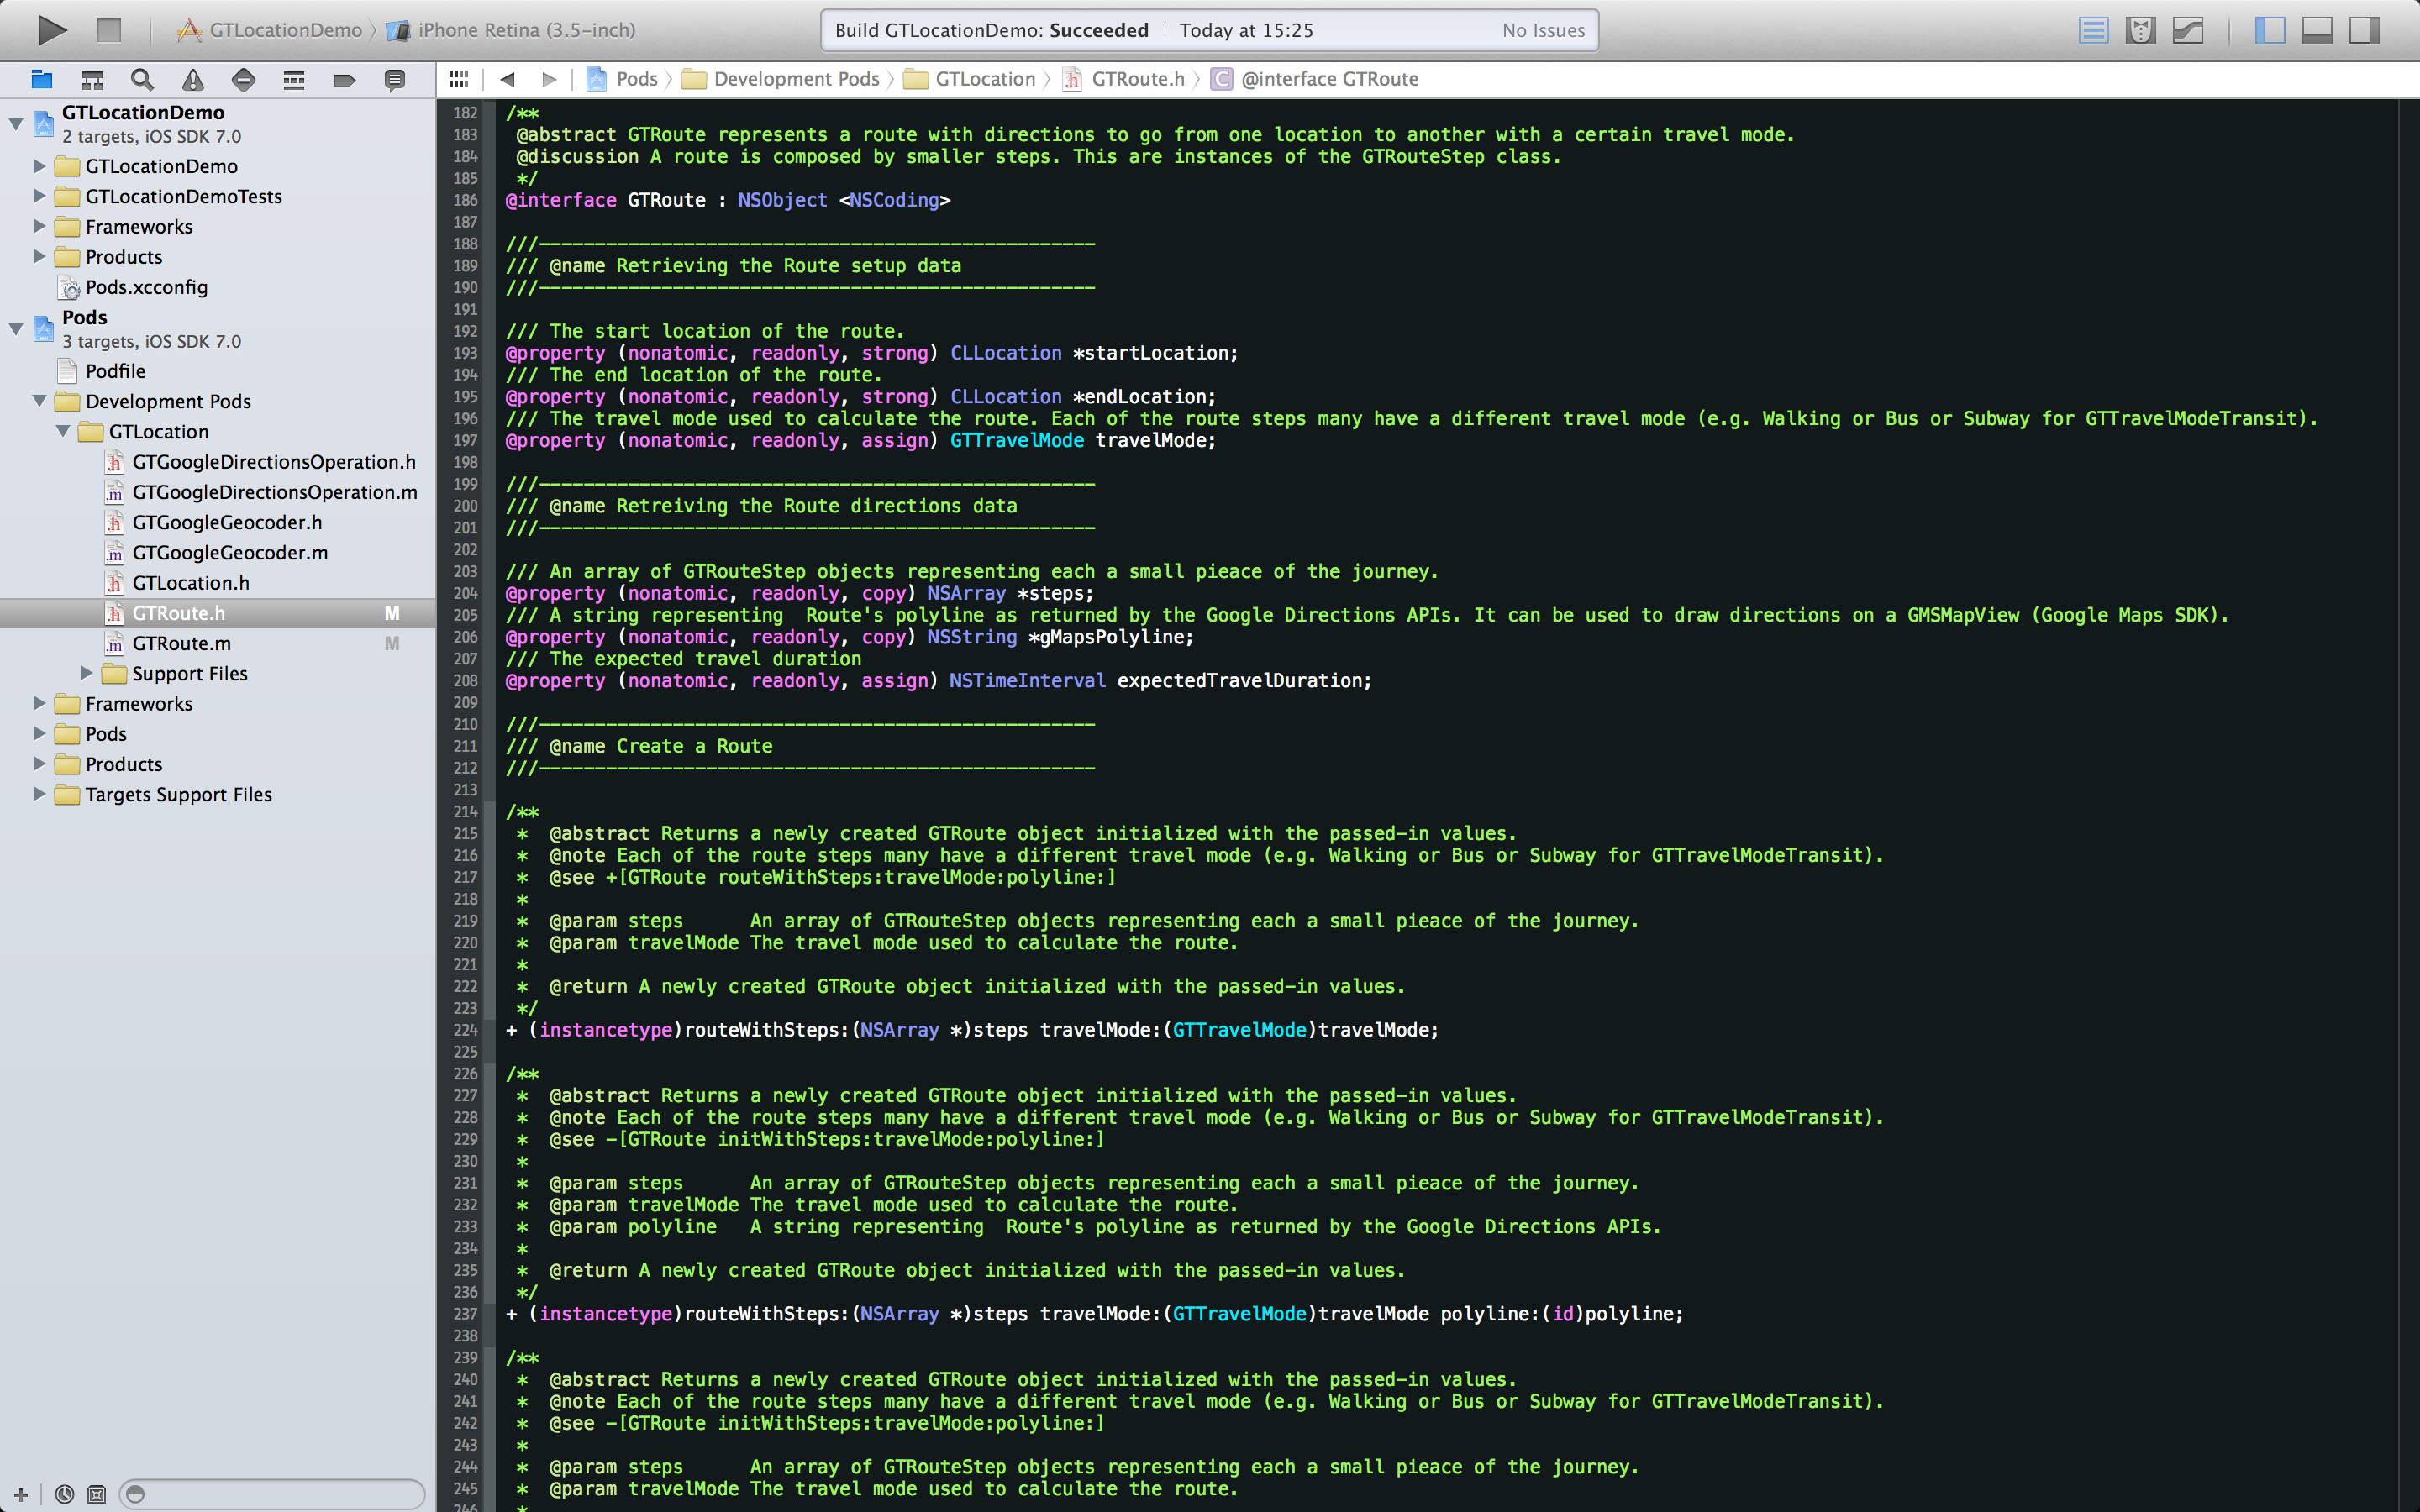 GTLocationDemo iPhone Retina (3.5-inch)
Build GTLocationDemo: Succeeded Today at 15:25 No Issues
Pods Development Pods GTLocation GTRoute.h C @interface GTRoute
GTLocationDemo
2 targets, iOS SDK 7.0
GTLocationDemo
GTLocationDemoTests
Frameworks
Products
Pods.xcconfig
Pods
3 targets, iOS SDK 7.0
Podfile
Development Pods
GTLocation
.h GTGoogleDirectionsOperation.h
.m GTGoogleDirectionsOperation.m
.h GTGoogleGeocoder.h
.m GTGoogleGeocoder.m
.h GTLocation.h
.h GTRoute.h M
.m GTRoute.m M
Support Files
Frameworks
Pods
Products
Targets Support Files
182 /**
183 @abstract GTRoute represents a route with directions to go from one location to another with a certain travel mode.
184 @discussion A route is composed by smaller steps. This are instances of the GTRouteStep class.
185 */
186 @interface GTRoute : NSObject <NSCoding>
187
188 ///--------------------------------------------------
189 /// @name Retrieving the Route setup data
190 ///--------------------------------------------------
191
192 /// The start location of the route.
193 @property (nonatomic, readonly, strong) CLLocation *startLocation;
194 /// The end location of the route.
195 @property (nonatomic, readonly, strong) CLLocation *endLocation;
196 /// The travel mode used to calculate the route. Each of the route steps many have a different travel mode (e.g. Walking or Bus or Subway for GTTravelModeTransit).
197 @property (nonatomic, readonly, assign) GTTravelMode travelMode;
198
199 ///--------------------------------------------------
200 /// @name Retreiving the Route directions data
201 ///--------------------------------------------------
202
203 /// An array of GTRouteStep objects representing each a small pieace of the journey.
204 @property (nonatomic, readonly, copy) NSArray *steps;
205 /// A string representing  Route's polyline as returned by the Google Directions APIs. It can be used to draw directions on a GMSMapView (Google Maps SDK).
206 @property (nonatomic, readonly, copy) NSString *gMapsPolyline;
207 /// The expected travel duration
208 @property (nonatomic, readonly, assign) NSTimeInterval expectedTravelDuration;
209
210 ///--------------------------------------------------
211 /// @name Create a Route
212 ///--------------------------------------------------
213
214 /**
215 *  @abstract Returns a newly created GTRoute object initialized with the passed-in values.
216 *  @note Each of the route steps many have a different travel mode (e.g. Walking or Bus or Subway for GTTravelModeTransit).
217 *  @see +[GTRoute routeWithSteps:travelMode:polyline:]
218 *
219 *  @param steps      An array of GTRouteStep objects representing each a small pieace of the journey.
220 *  @param travelMode The travel mode used to calculate the route.
221 *
222 *  @return A newly created GTRoute object initialized with the passed-in values.
223 */
224 + (instancetype)routeWithSteps:(NSArray *)steps travelMode:(GTTravelMode)travelMode;
225
226 /**
227 *  @abstract Returns a newly created GTRoute object initialized with the passed-in values.
228 *  @note Each of the route steps many have a different travel mode (e.g. Walking or Bus or Subway for GTTravelModeTransit).
229 *  @see -[GTRoute initWithSteps:travelMode:polyline:]
230 *
231 *  @param steps      An array of GTRouteStep objects representing each a small pieace of the journey.
232 *  @param travelMode The travel mode used to calculate the route.
233 *  @param polyline   A string representing  Route's polyline as returned by the Google Directions APIs.
234 *
235 *  @return A newly created GTRoute object initialized with the passed-in values.
236 */
237 + (instancetype)routeWithSteps:(NSArray *)steps travelMode:(GTTravelMode)travelMode polyline:(id)polyline;
238
239 /**
240 *  @abstract Returns a newly created GTRoute object initialized with the passed-in values.
241 *  @note Each of the route steps many have a different travel mode (e.g. Walking or Bus or Subway for GTTravelModeTransit).
242 *  @see -[GTRoute initWithSteps:travelMode:polyline:]
243 *
244 *  @param steps      An array of GTRouteStep objects representing each a small pieace of the journey.
245 *  @param travelMode The travel mode used to calculate the route.
246 *